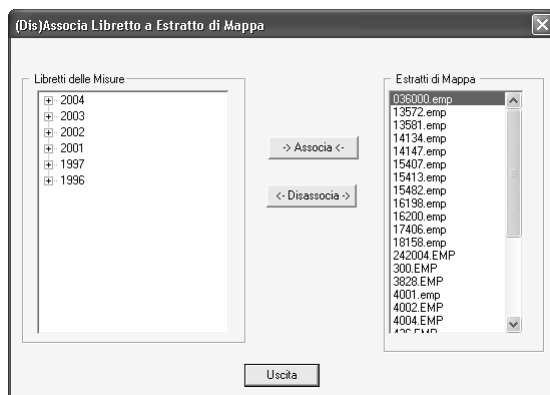 (Dis)Associa Libretto a Estratto di Mappa
Libretti delle Misure
2004
2003
2002
2001
1997
1996
-> Associa <-
<- Disassocia ->
Estratti di Mappa
036000.emp
13572.emp
13581.emp
14134.emp
14147.emp
15407.emp
15413.emp
15482.emp
16198.emp
16200.emp
17406.emp
18158.emp
242004.EMP
300.EMP
3828.EMP
4001.emp
4002.EMP
4004.EMP
Uscita